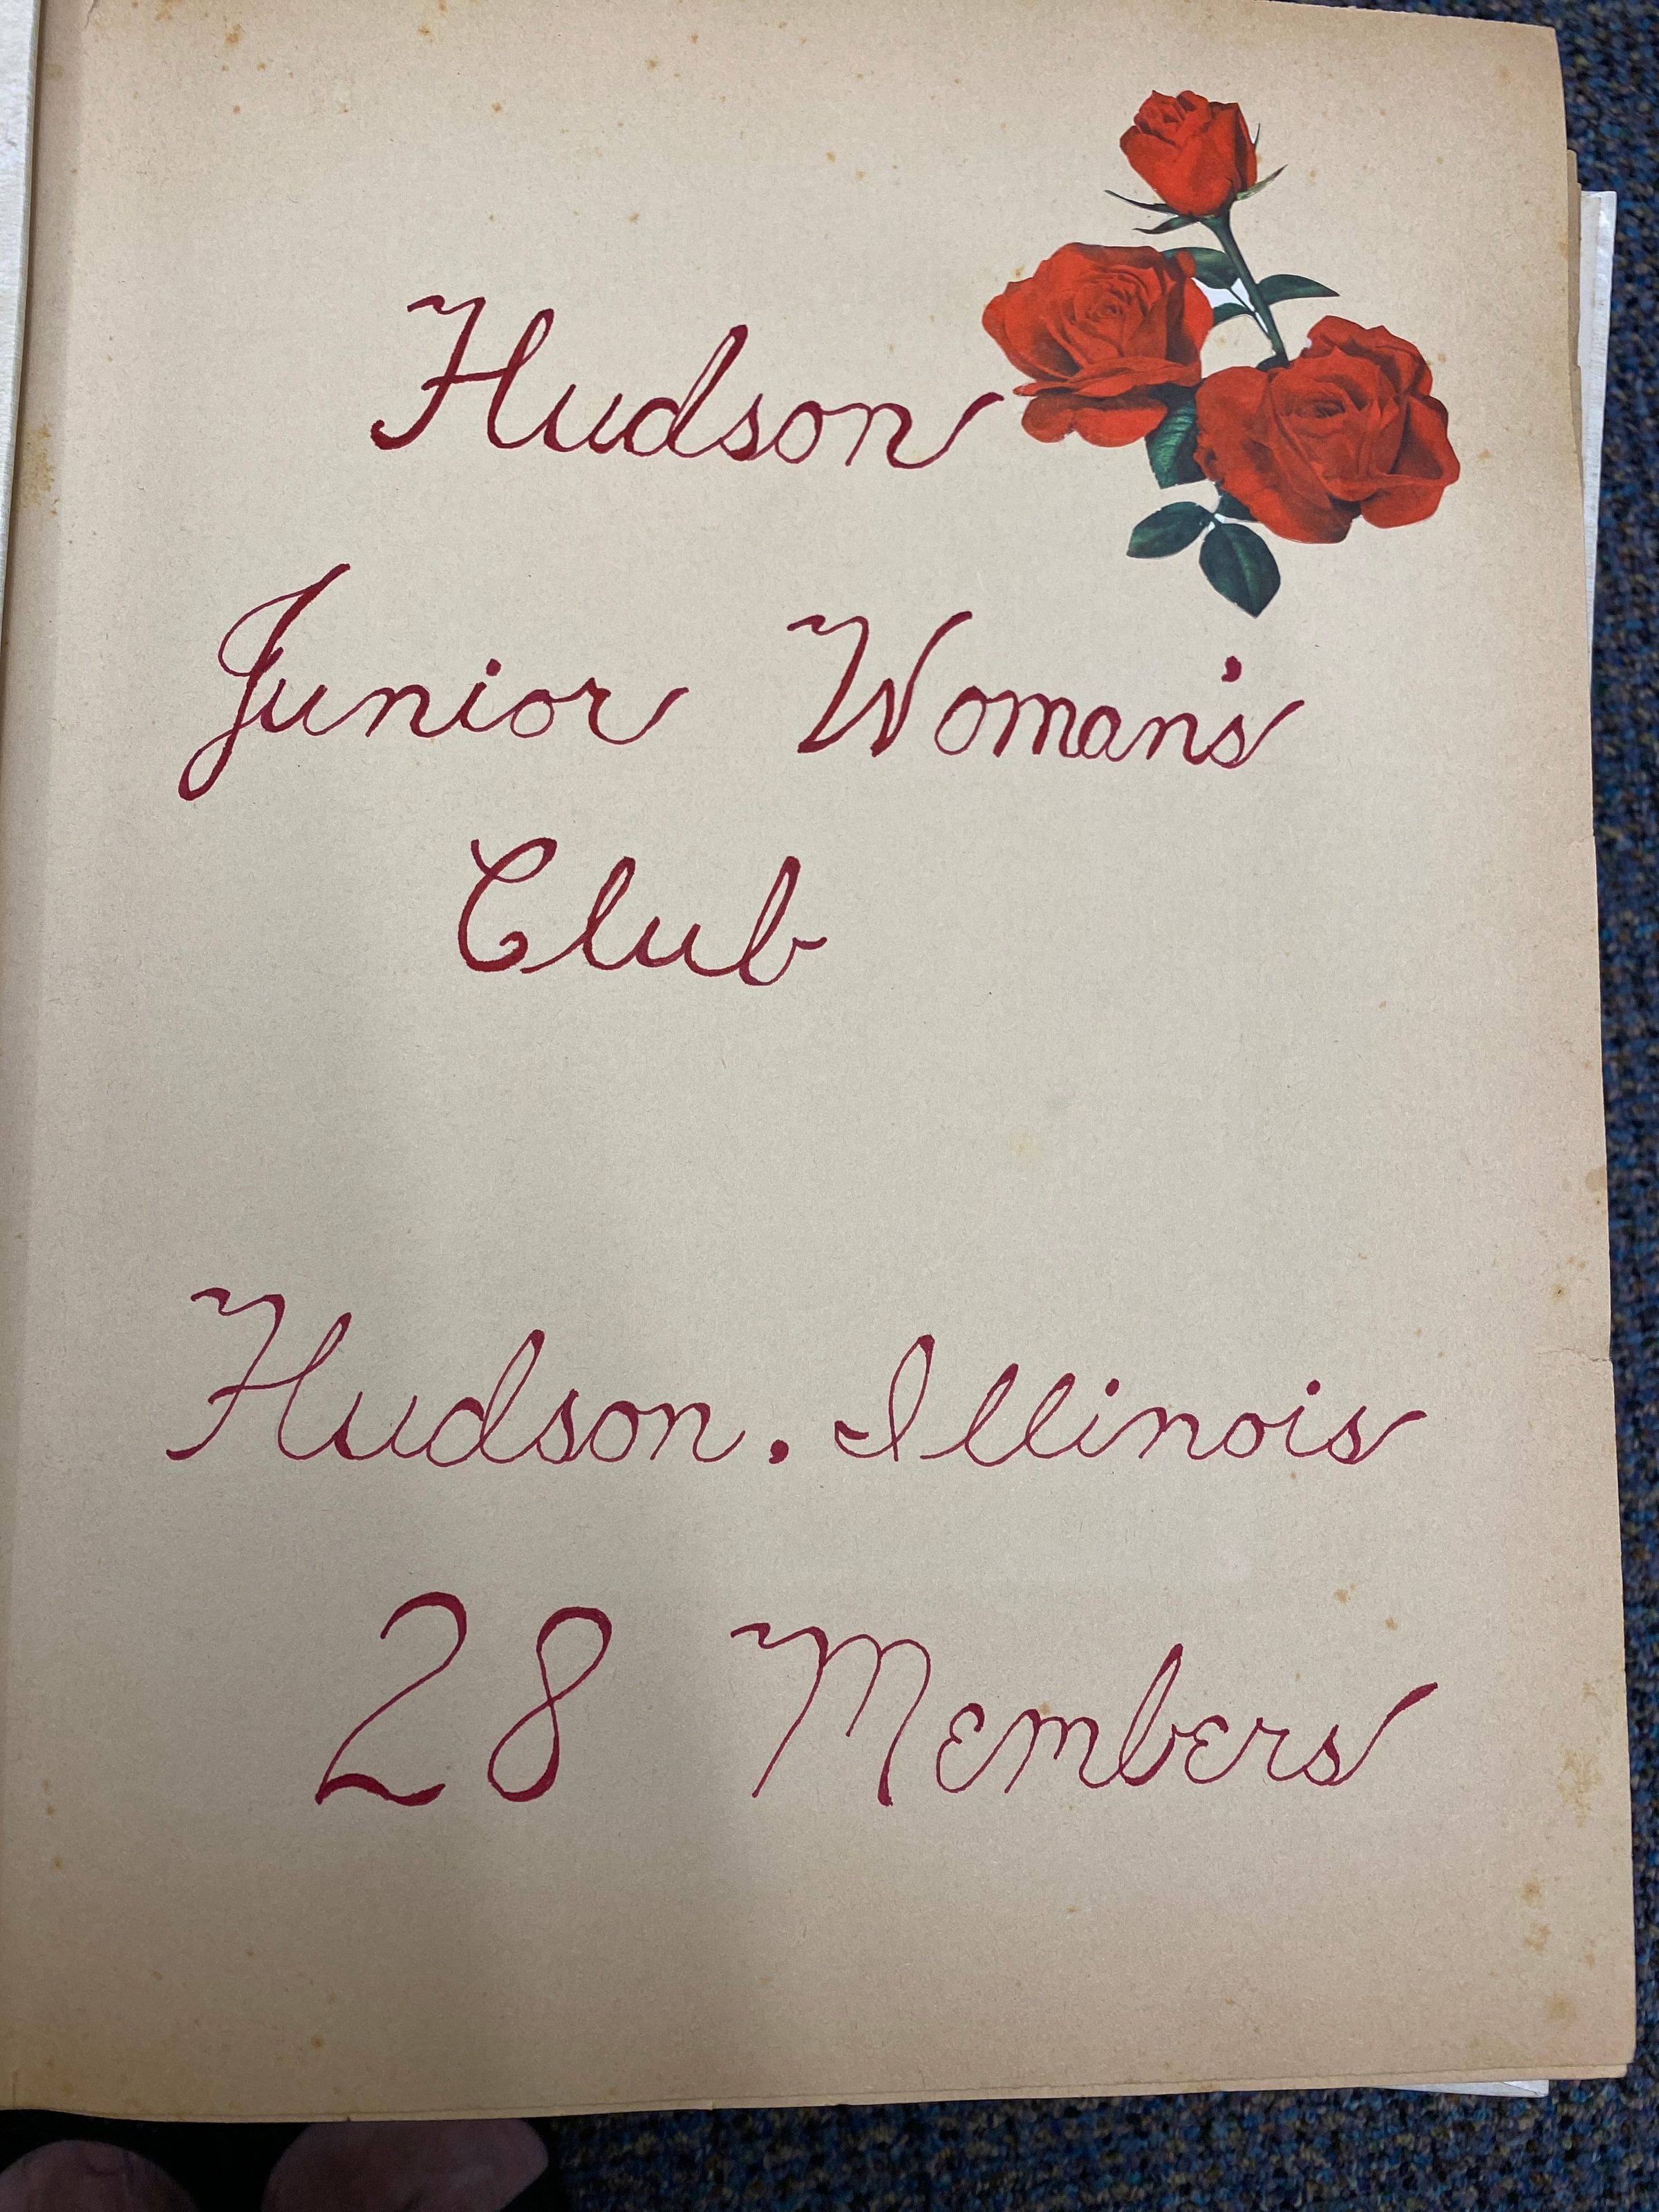 Hudson
Junior Woman's
Club
Hudson. Illinois
28 Members